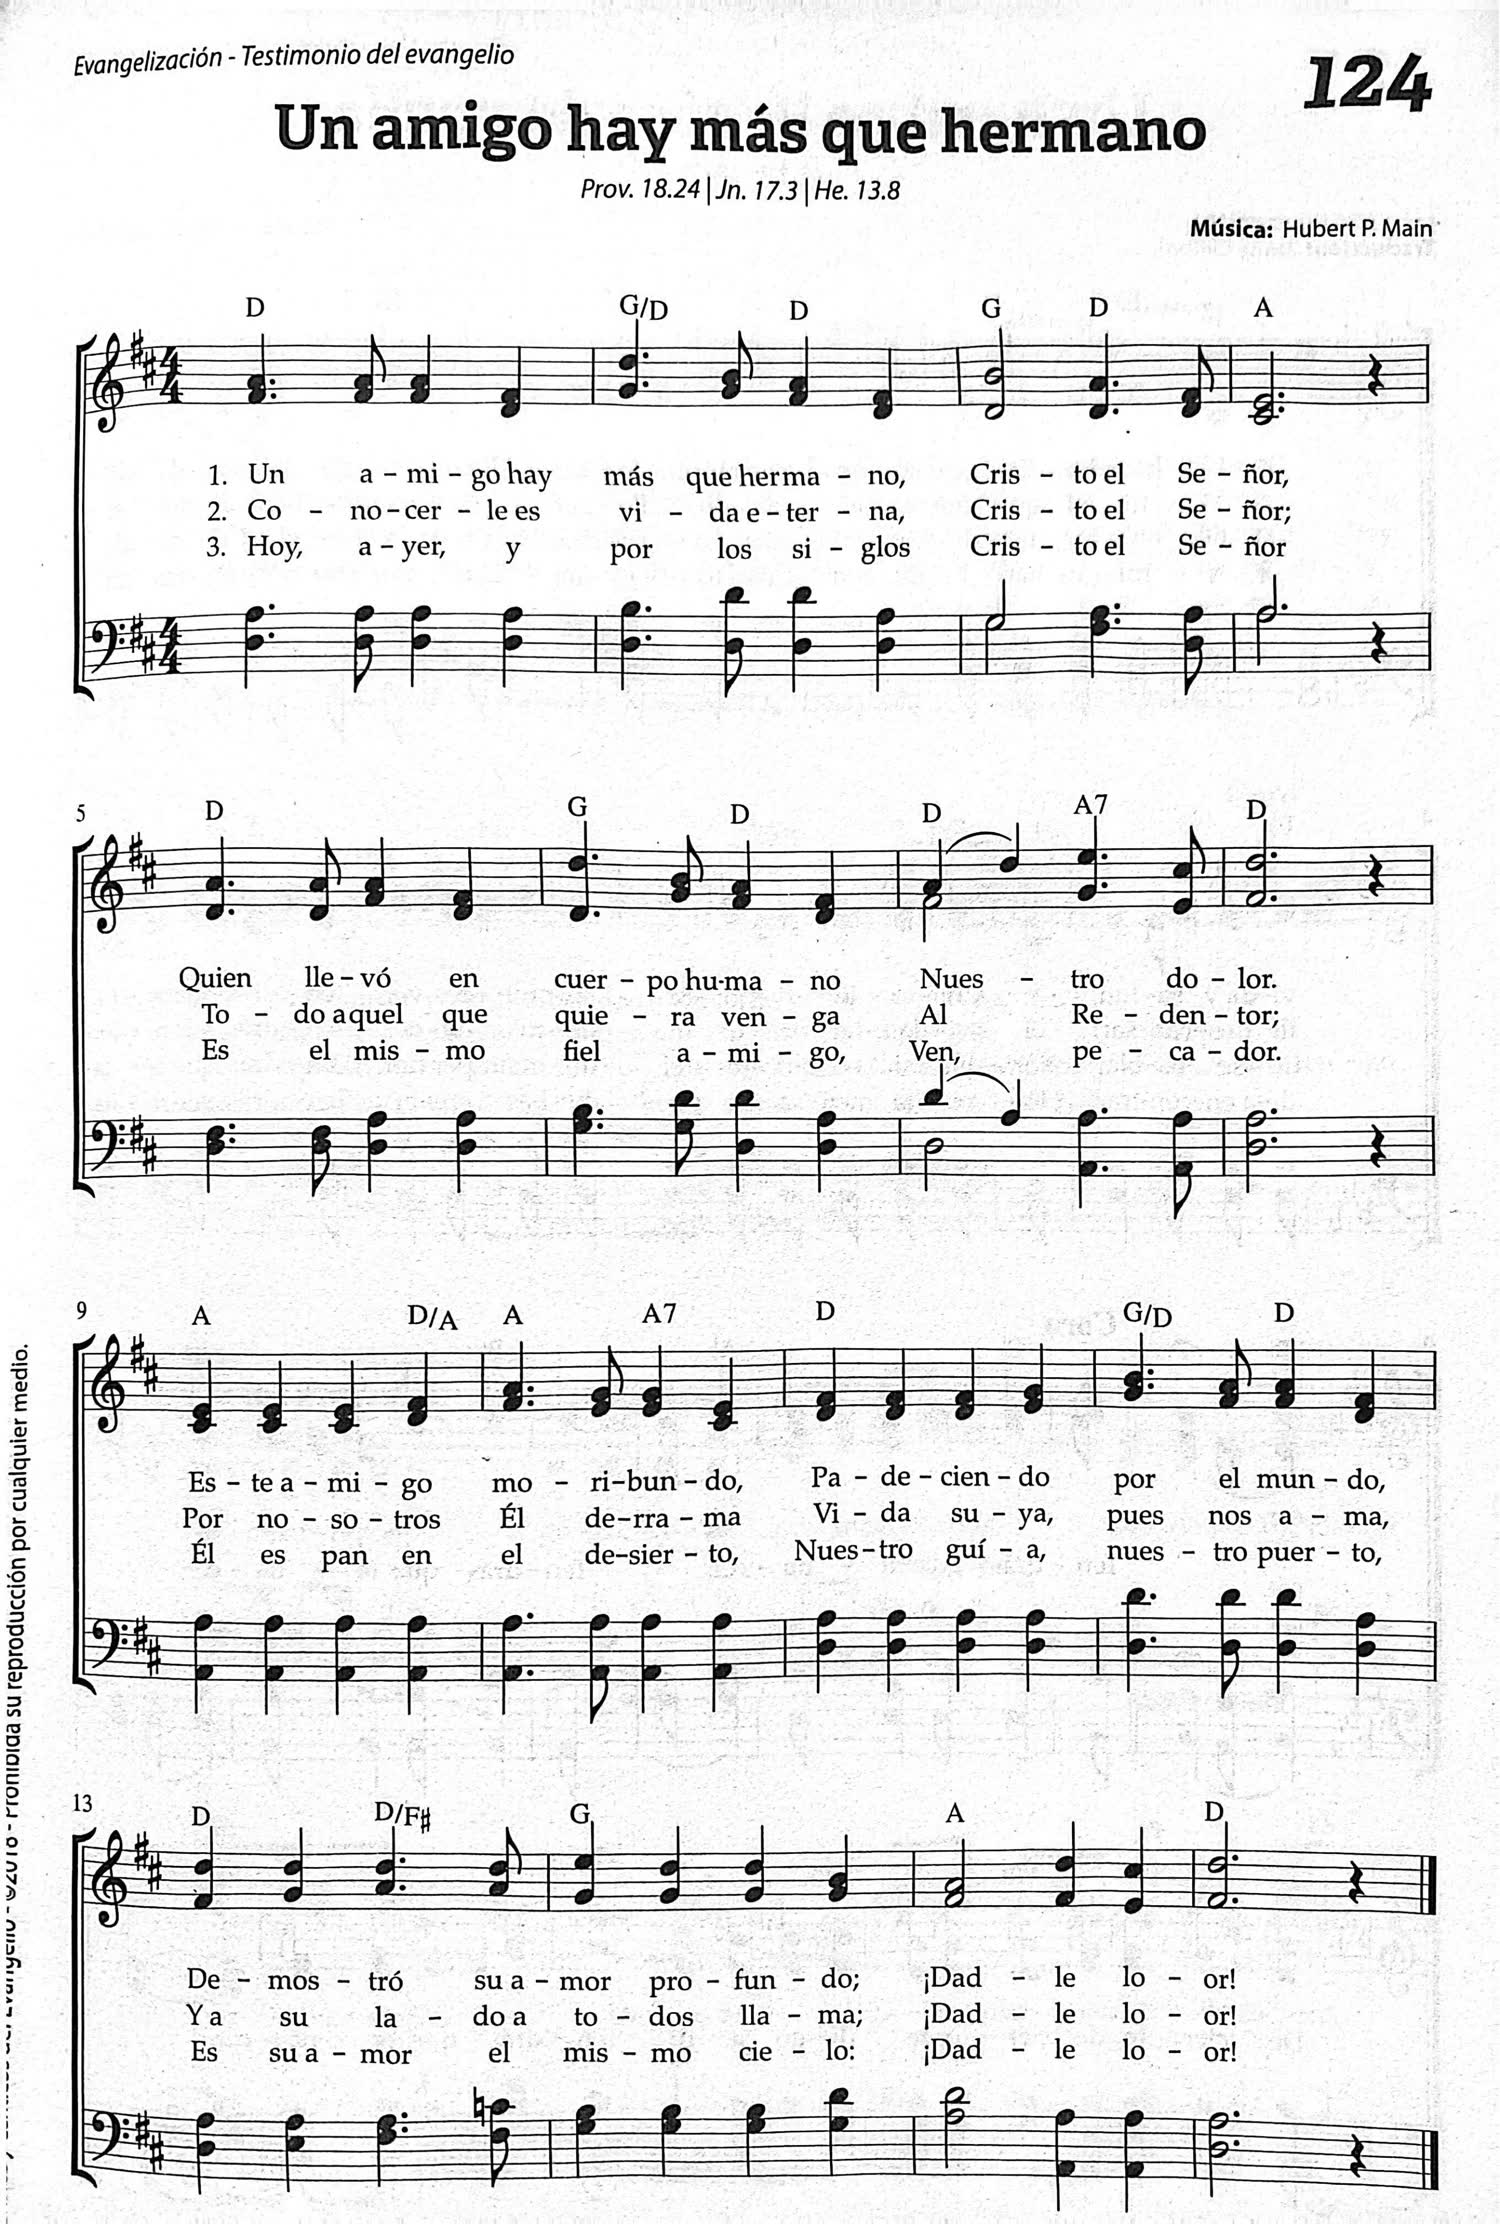 Evangelización - Testimonio del evangelio
124
Un amigo hay más que hermano
Prov. 18.24 | Jn. 17.3 | He. 13.8
Música: Hubert P. Main
D G/D D G D A
1. Un a – mi – go hay más que herma – no, Cris – to el Se – ñor,
2. Co – no – cer – le es vi – da e – ter – na, Cris – to el Se – ñor;
3. Hoy, a – yer, y por los si – glos Cris – to el Se – ñor
5 D G D D A7 D
Quien lle – vó en cuer – po hu-ma – no Nues – tro do – lor.
To – do aquel que quie – ra ven – ga Al Re – den – tor;
Es el mis – mo fiel a – mi – go, Ven, pe – ca – dor.
9 A D/A A A7 D G/D D
Es – te a – mi – go mo – ri–bun – do, Pa – de – cien – do por el mun – do,
Por no – so – tros Él de–rra – ma Vi – da su – ya, pues nos a – ma,
Él es pan en el de–sier – to, Nues–tro guí – a, nues – tro puer – to,
13 D D/F♯ G A D
De – mos – tró su a – mor pro – fun – do; ¡Dad – le lo – or!
Y a su la – do a to – dos lla – ma; ¡Dad – le lo – or!
Es su a – mor el mis – mo cie – lo: ¡Dad – le lo – or!
Evangelio - ©2018 - Prohibida su reproducción por cualquier medio.